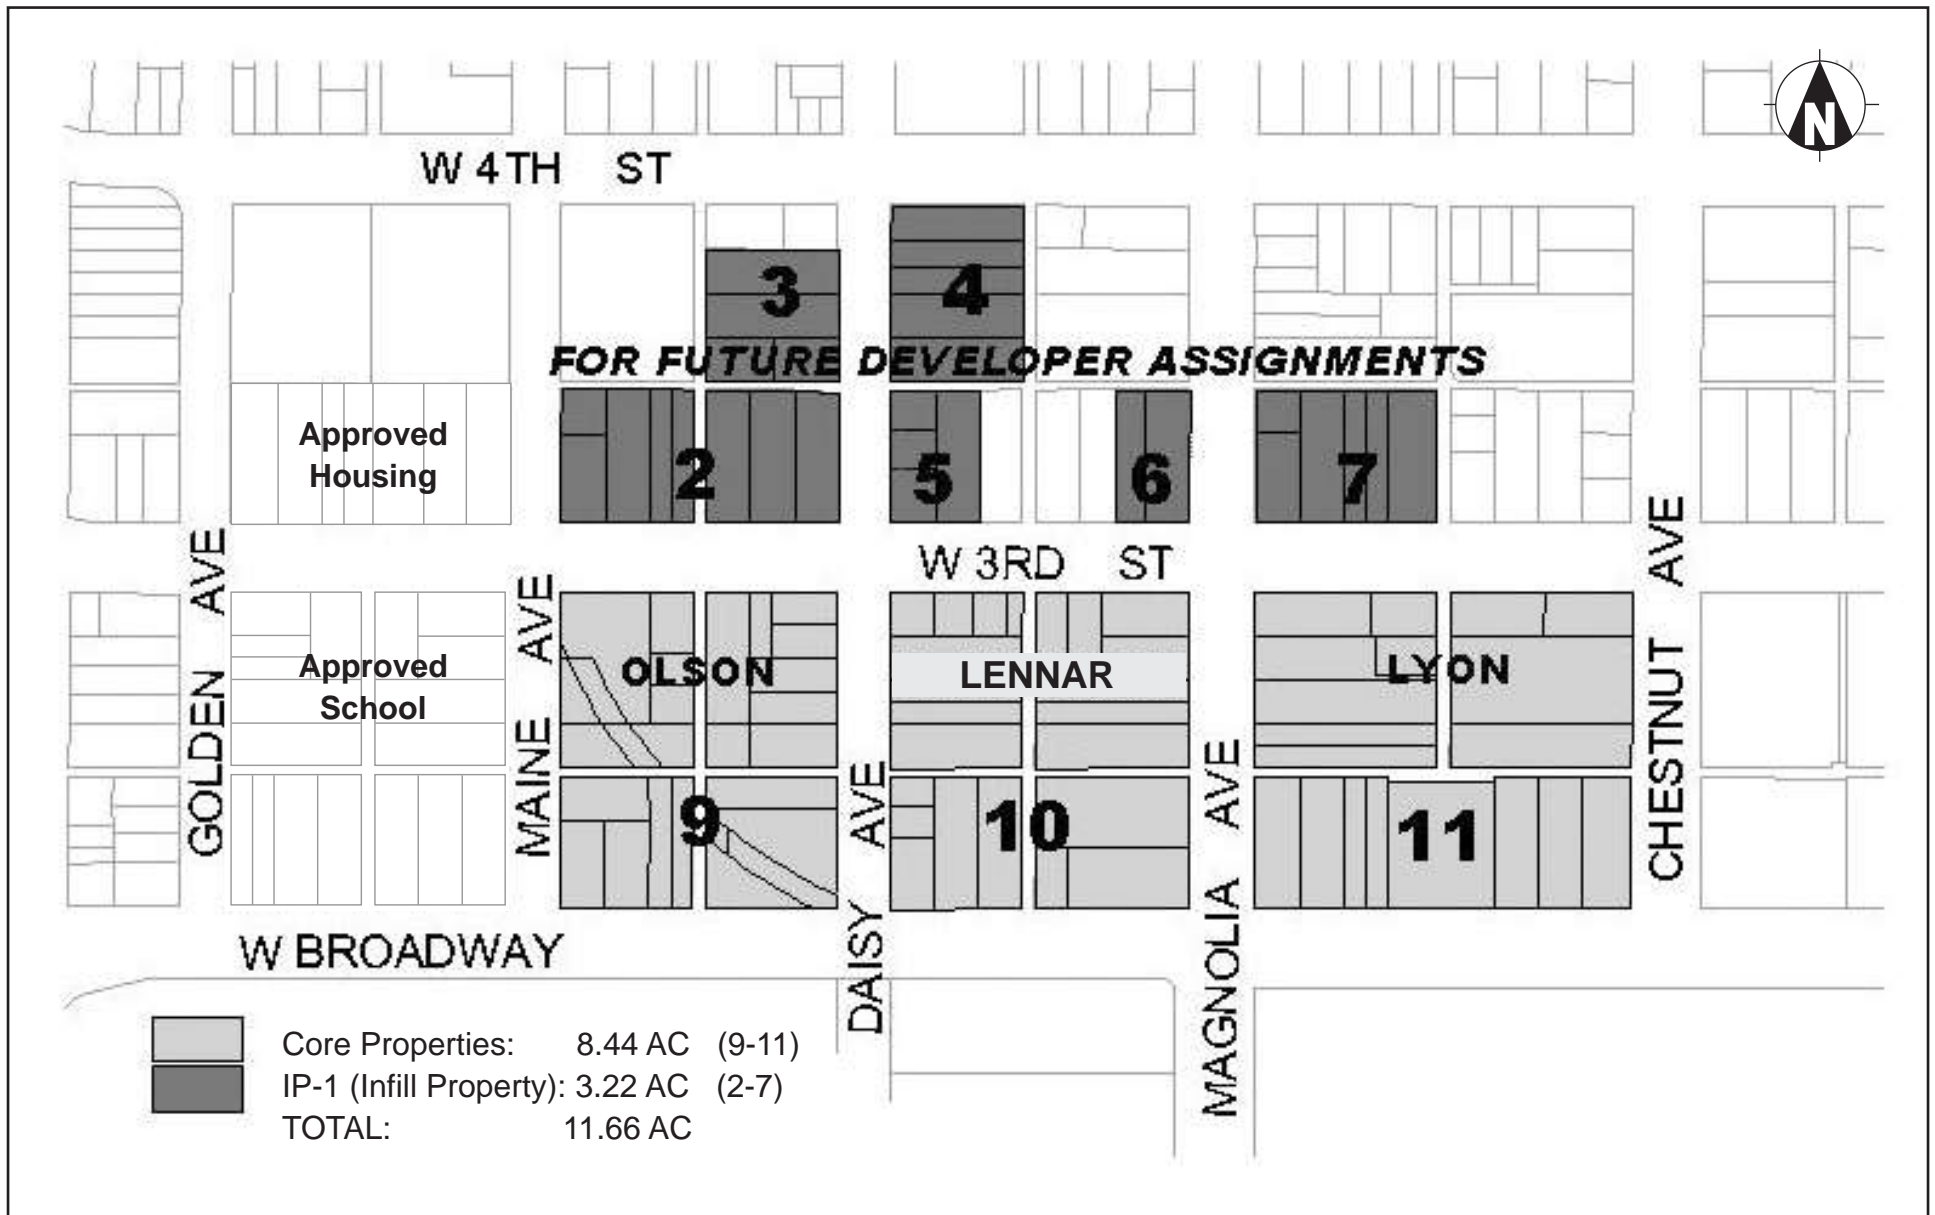 N
W 4TH ST
3
4
FOR FUTURE DEVELOPER ASSIGNMENTS
Approved
Housing
2
5
6
7
W 3RD ST
GOLDEN AVE
MAINE AVE
DAISY AVE
MAGNOLIA AVE
CHESTNUT AVE
Approved
School
OLSON
LENNAR
LYON
9
10
11
W BROADWAY
Core Properties: 8.44 AC (9-11)
IP-1 (Infill Property): 3.22 AC (2-7)
TOTAL: 11.66 AC